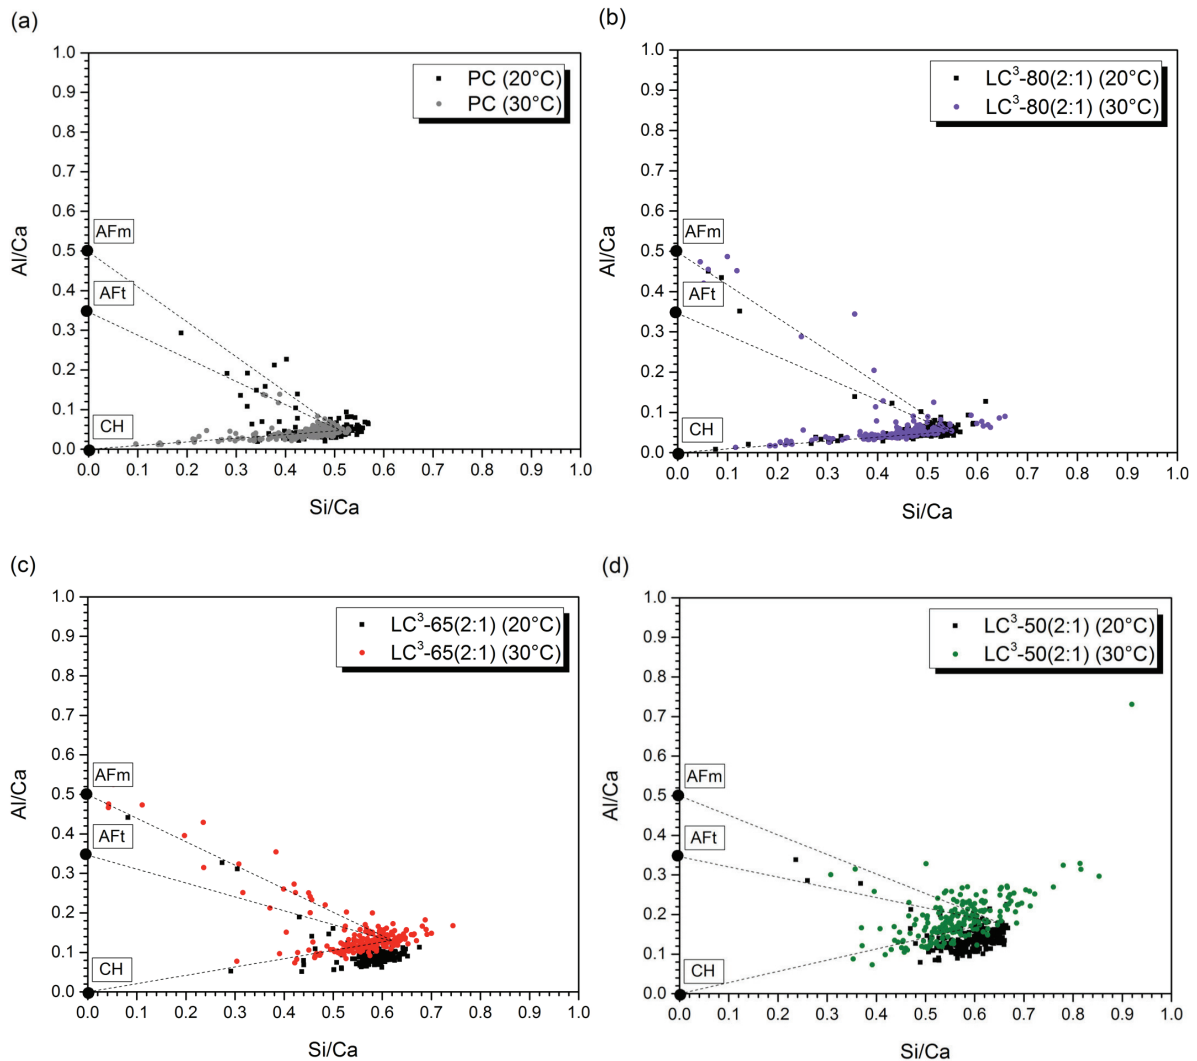 (a)
1.0
0.9
0.8
0.7
0.6
0.5
0.4
0.3
0.2
0.1
0.0
Al/Ca
PC (20°C)
PC (30°C)
AFm
AFt
CH
0.0 0.1 0.2 0.3 0.4 0.5 0.6 0.7 0.8 0.9 1.0
Si/Ca
(b)
1.0
0.9
0.8
0.7
0.6
0.5
0.4
0.3
0.2
0.1
0.0
Al/Ca
LC³-80(2:1) (20°C)
LC³-80(2:1) (30°C)
AFm
AFt
CH
0.0 0.1 0.2 0.3 0.4 0.5 0.6 0.7 0.8 0.9 1.0
Si/Ca
(c)
1.0
0.9
0.8
0.7
0.6
0.5
0.4
0.3
0.2
0.1
0.0
Al/Ca
LC³-65(2:1) (20°C)
LC³-65(2:1) (30°C)
AFm
AFt
CH
0.0 0.1 0.2 0.3 0.4 0.5 0.6 0.7 0.8 0.9 1.0
Si/Ca
(d)
1.0
0.9
0.8
0.7
0.6
0.5
0.4
0.3
0.2
0.1
0.0
Al/Ca
LC³-50(2:1) (20°C)
LC³-50(2:1) (30°C)
AFm
AFt
CH
0.0 0.1 0.2 0.3 0.4 0.5 0.6 0.7 0.8 0.9 1.0
Si/Ca